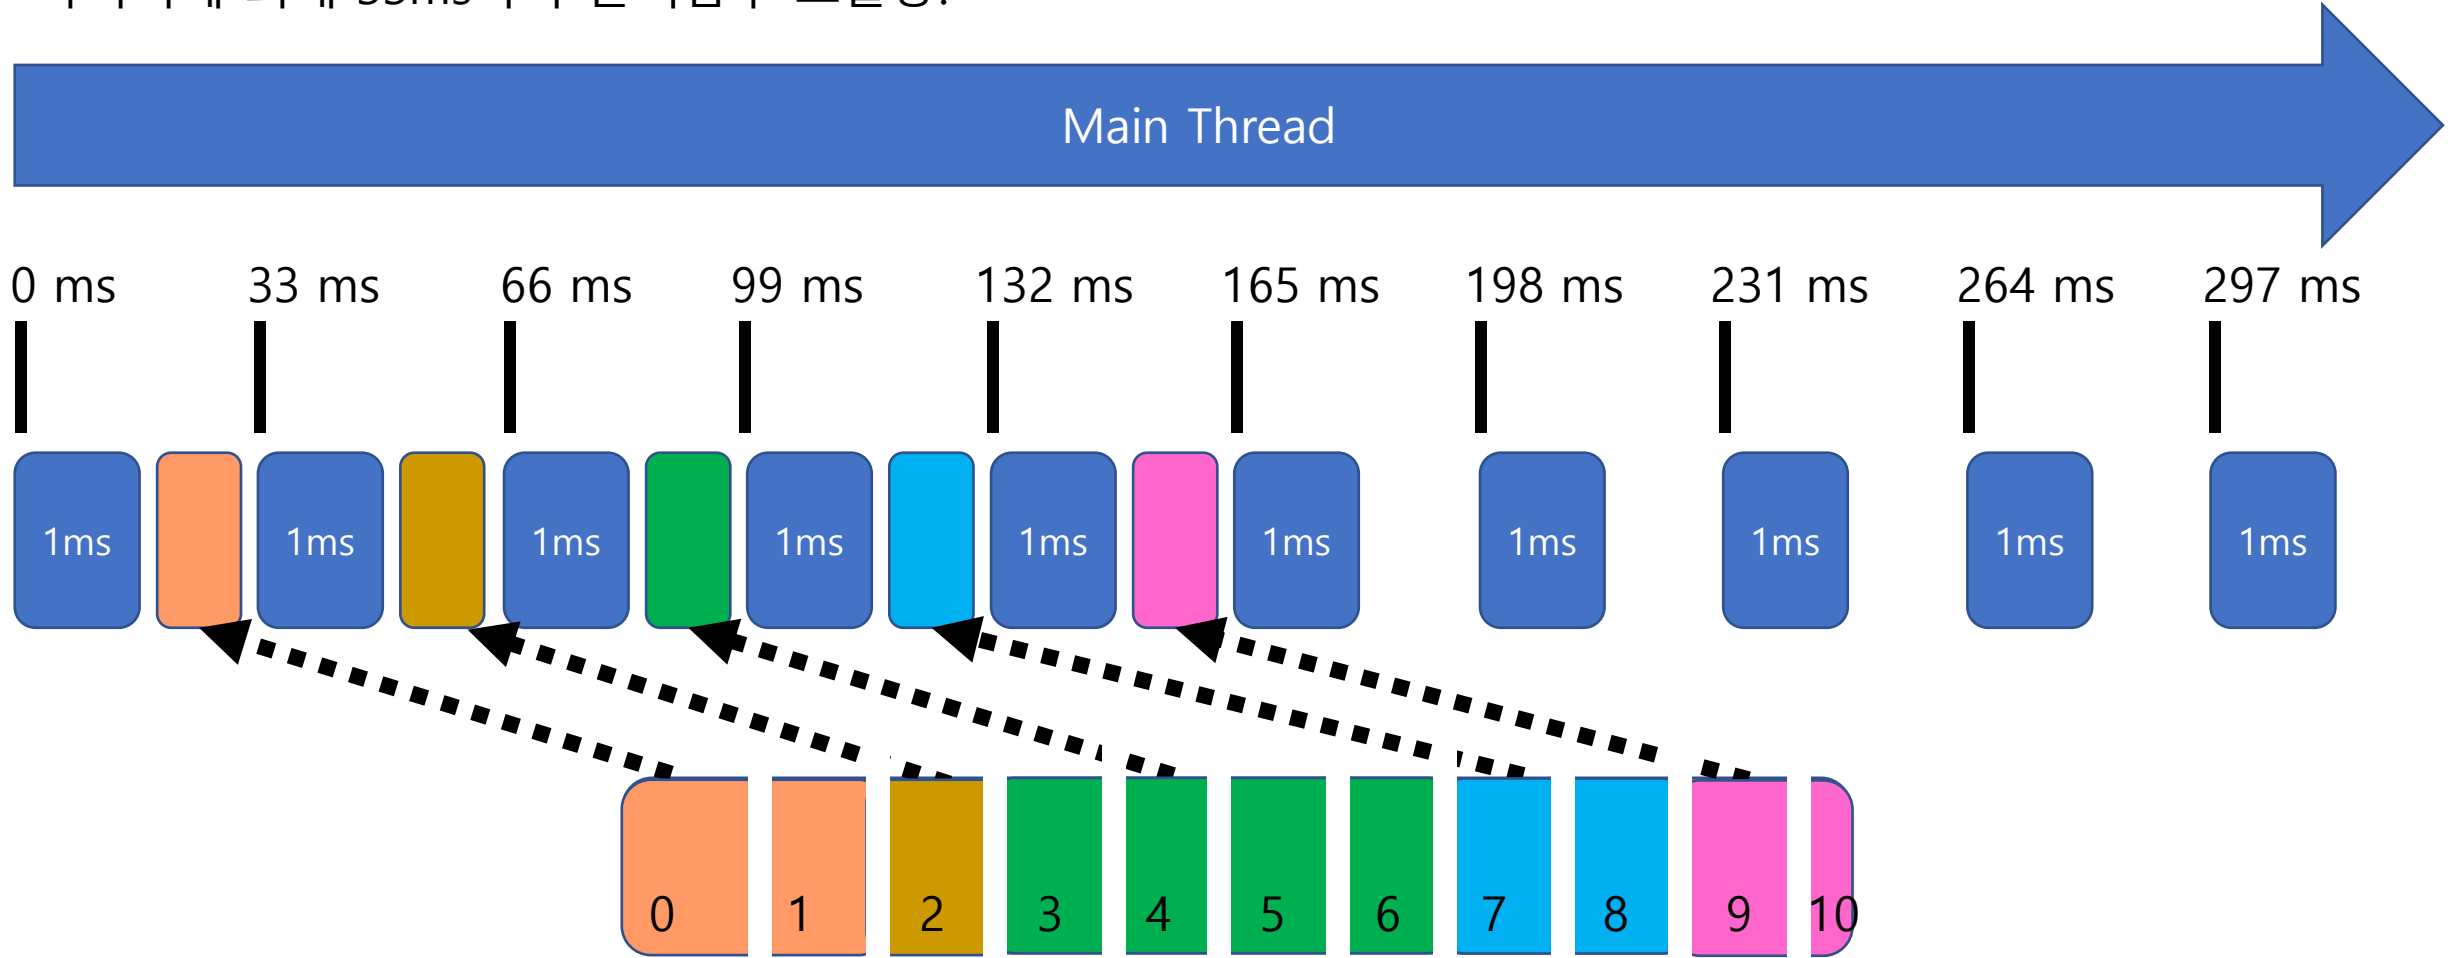 33ms
Main Thread
0 ms 33 ms 66 ms 99 ms 132 ms 165 ms 198 ms 231 ms 264 ms 297 ms
1ms 1ms 1ms 1ms 1ms 1ms 1ms 1ms 1ms 1ms
0 1 2 3 4 5 6 7 8 9 10